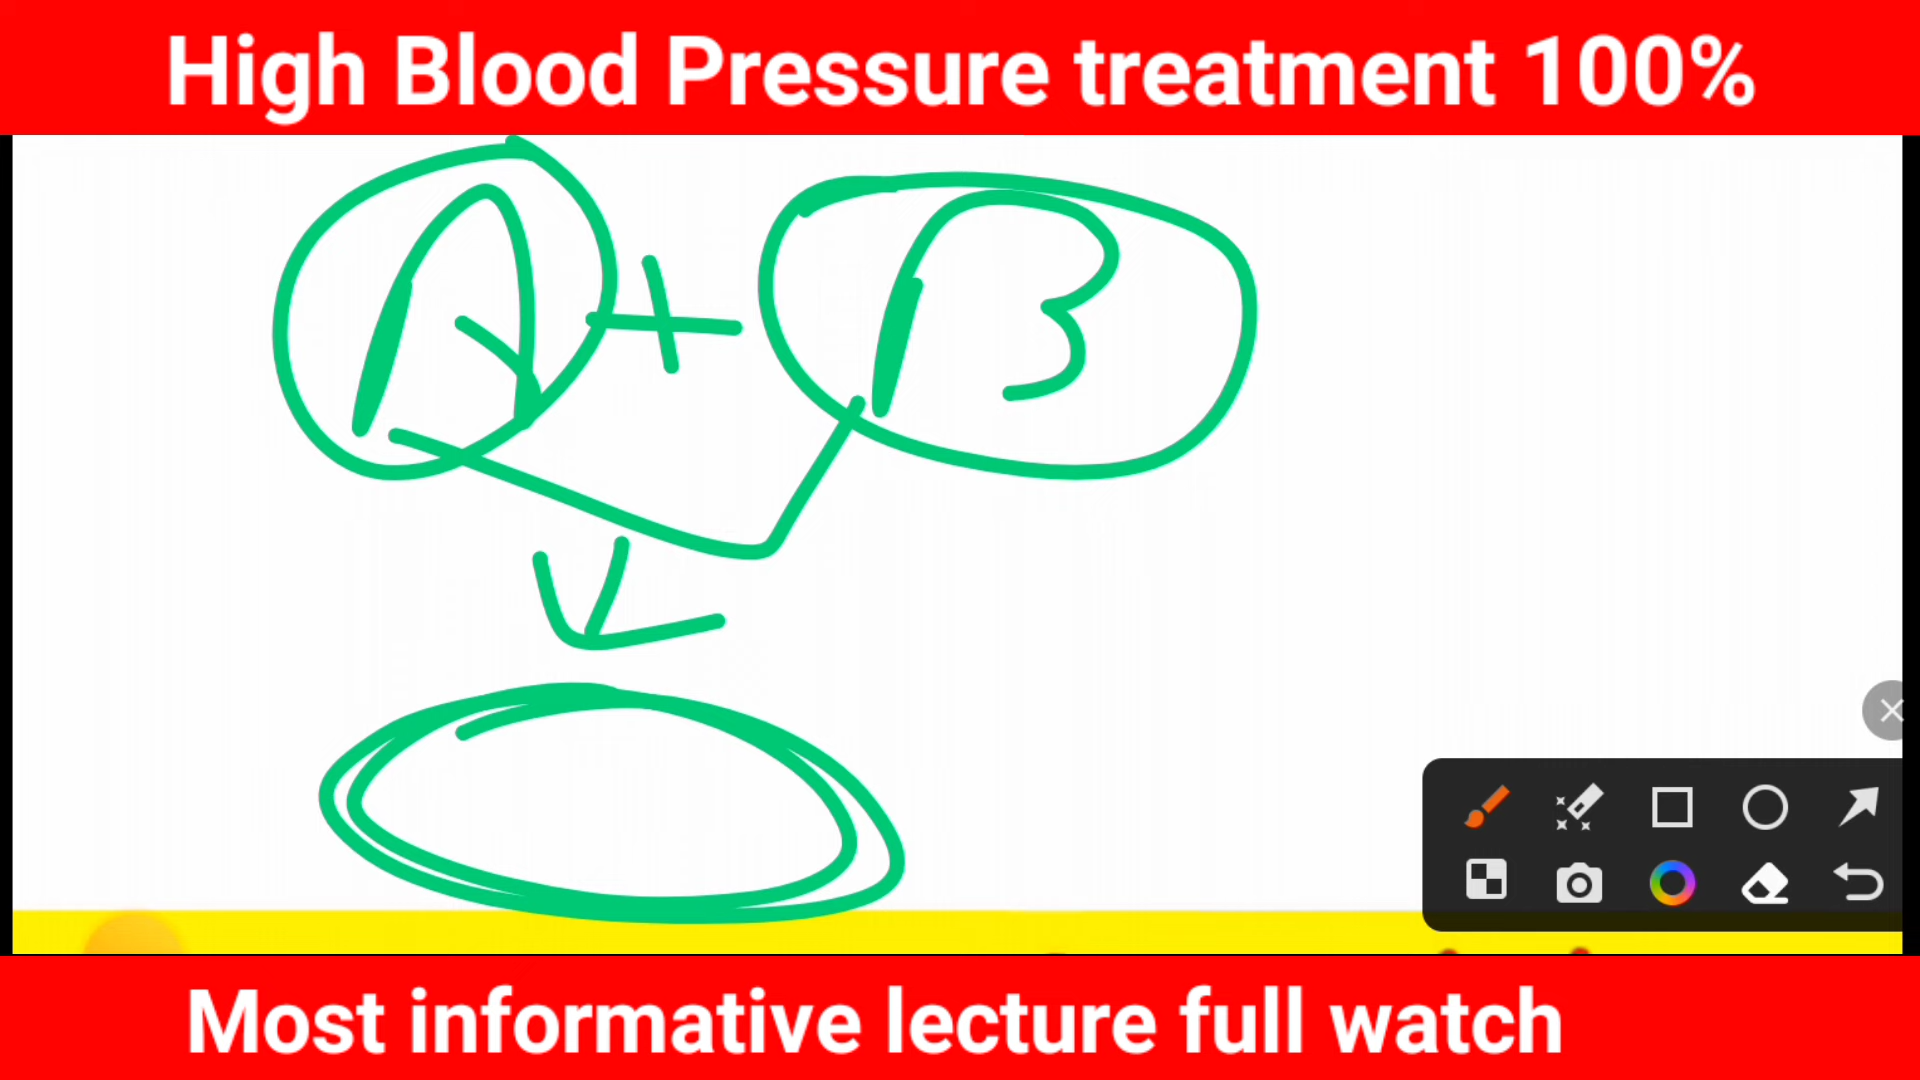 High Blood Pressure treatment 100%
A + B
Most informative lecture full watch